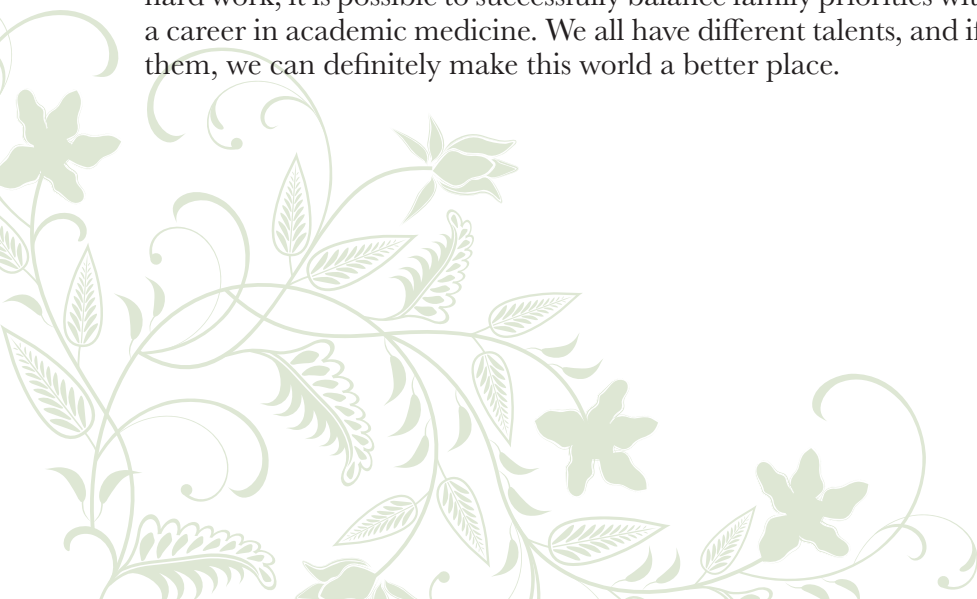 hard work, it is possible to successfully balance family priorities
a career in academic medicine. We all have different talents, and if
them, we can definitely make this world a better place.